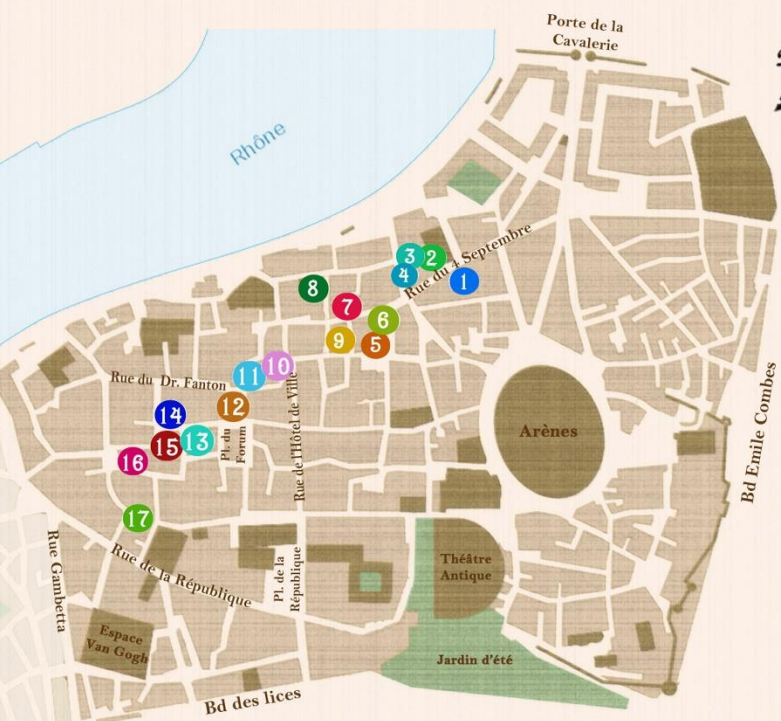 Porte de la
Cavalerie
Rhône
Rue du 4 Septembre
3
2
4
1
8
7
6
9
5
10
11
Rue du Dr. Fanton
12
14
13
15
16
Pl. du
Forum
Rue de l'Hôtel de Ville
Arènes
Bd Emile Combes
17
Rue de la République
Rue Gambetta
Pl. de la
République
Théâtre
Antique
Espace
Van Gogh
Jardin d'été
Bd des lices